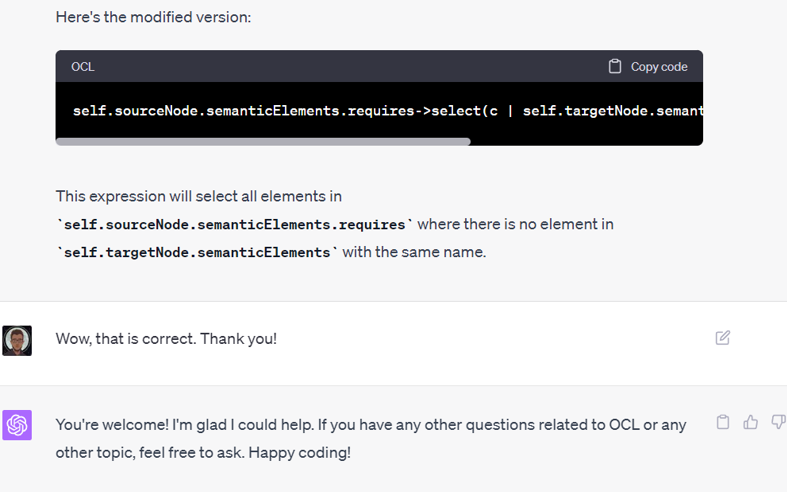 Here's the modified version:
OCL
Copy code
self.sourceNode.semanticElements.requires->select(c | self.targetNode.semant
This expression will select all elements in
`self.sourceNode.semanticElements.requires` where there is no element in
`self.targetNode.semanticElements` with the same name.
Wow, that is correct. Thank you!
You're welcome! I'm glad I could help. If you have any other questions related to OCL or any
other topic, feel free to ask. Happy coding!